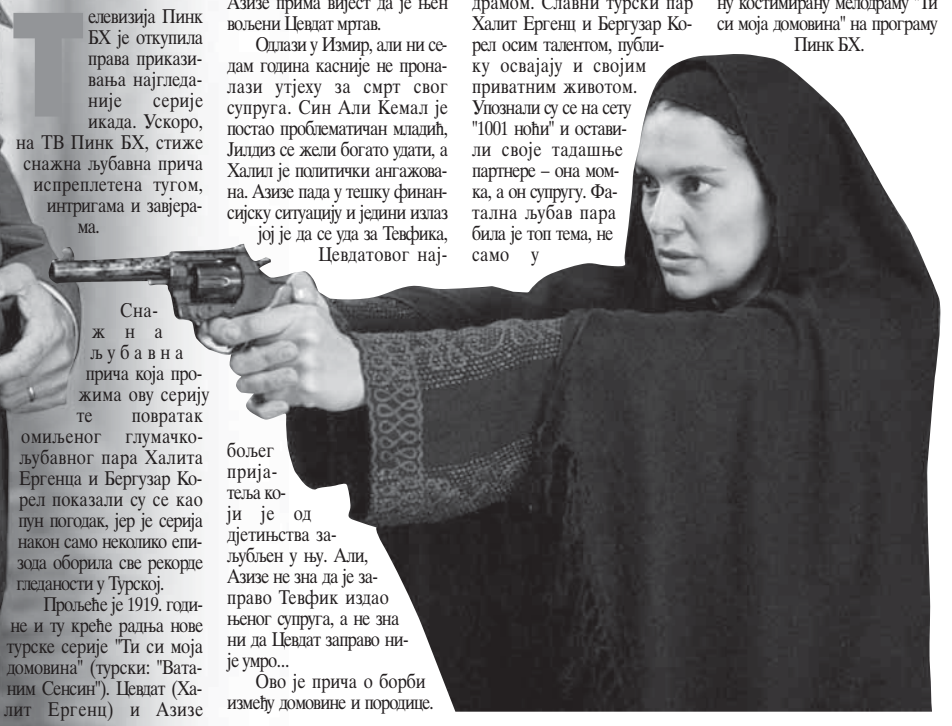 Телевизија Пинк
БХ је откупила
права приказивања
најгледаније
серије
икада. Ускоро,
на ТВ Пинк БХ, стиже
снажна љубавна прича
испреплетена тугом,
интригама и завјера-
ма.
Сна-
жна
љубавна
прича која про-
жима ову серију
те повратак
омиљеног глумачко-
љубавног пара Халита
Ергенца и Бергузар Ко-
рел показали су се као
пун погодак, јер је серија
након само неколико епи-
зода оборила све рекорде
гледаности у Турској.
Прољеће је 1919. годи-
не и ту креће радња нове
турске серије "Ти си моја
домовина" (турски: "Вата-
ним Сенсин"). Цевдат (Ха-
лит Ергенц) и Азизе
Азизе прима вијест да је њен
вољени Цевдат мртав.
Одлази у Измир, али ни се-
дам година касније не прона-
лази утјеху за смрт свог
супруга. Син Али Кемал је
постао проблематичан младић,
Јилдиз се жели богато удати, а
Халил је политички ангажова-
на. Азизе пада у тешку финан-
сијску ситуацију и једини излаз
јој је да се уда за Тевфика,
Цевдатовог нај-
бољег
прија-
теља ко-
ји је од
дјетињства за-
љубљен у њу. Али,
Азизе не зна да је за-
право Тевфик издао
њеног супруга, а не зна
ни да Цевдат заправо ни-
је умро...
Ово је прича о борби
између домовине и породице.
драмом. Славни турски пар
Халит Ергенц и Бергузар Ко-
рел осим талентом, публи-
ку освајају и својим
приватним животом.
Упознали су се на сету
"1001 ноћи" и остави-
ли своје тадашње
партнере – она мом-
ка, а он супругу. Фа-
тална љубав пара
била је топ тема, не
само у
ну костимирану мелодраму "Ти
си моја домовина" на програму
Пинк БХ.